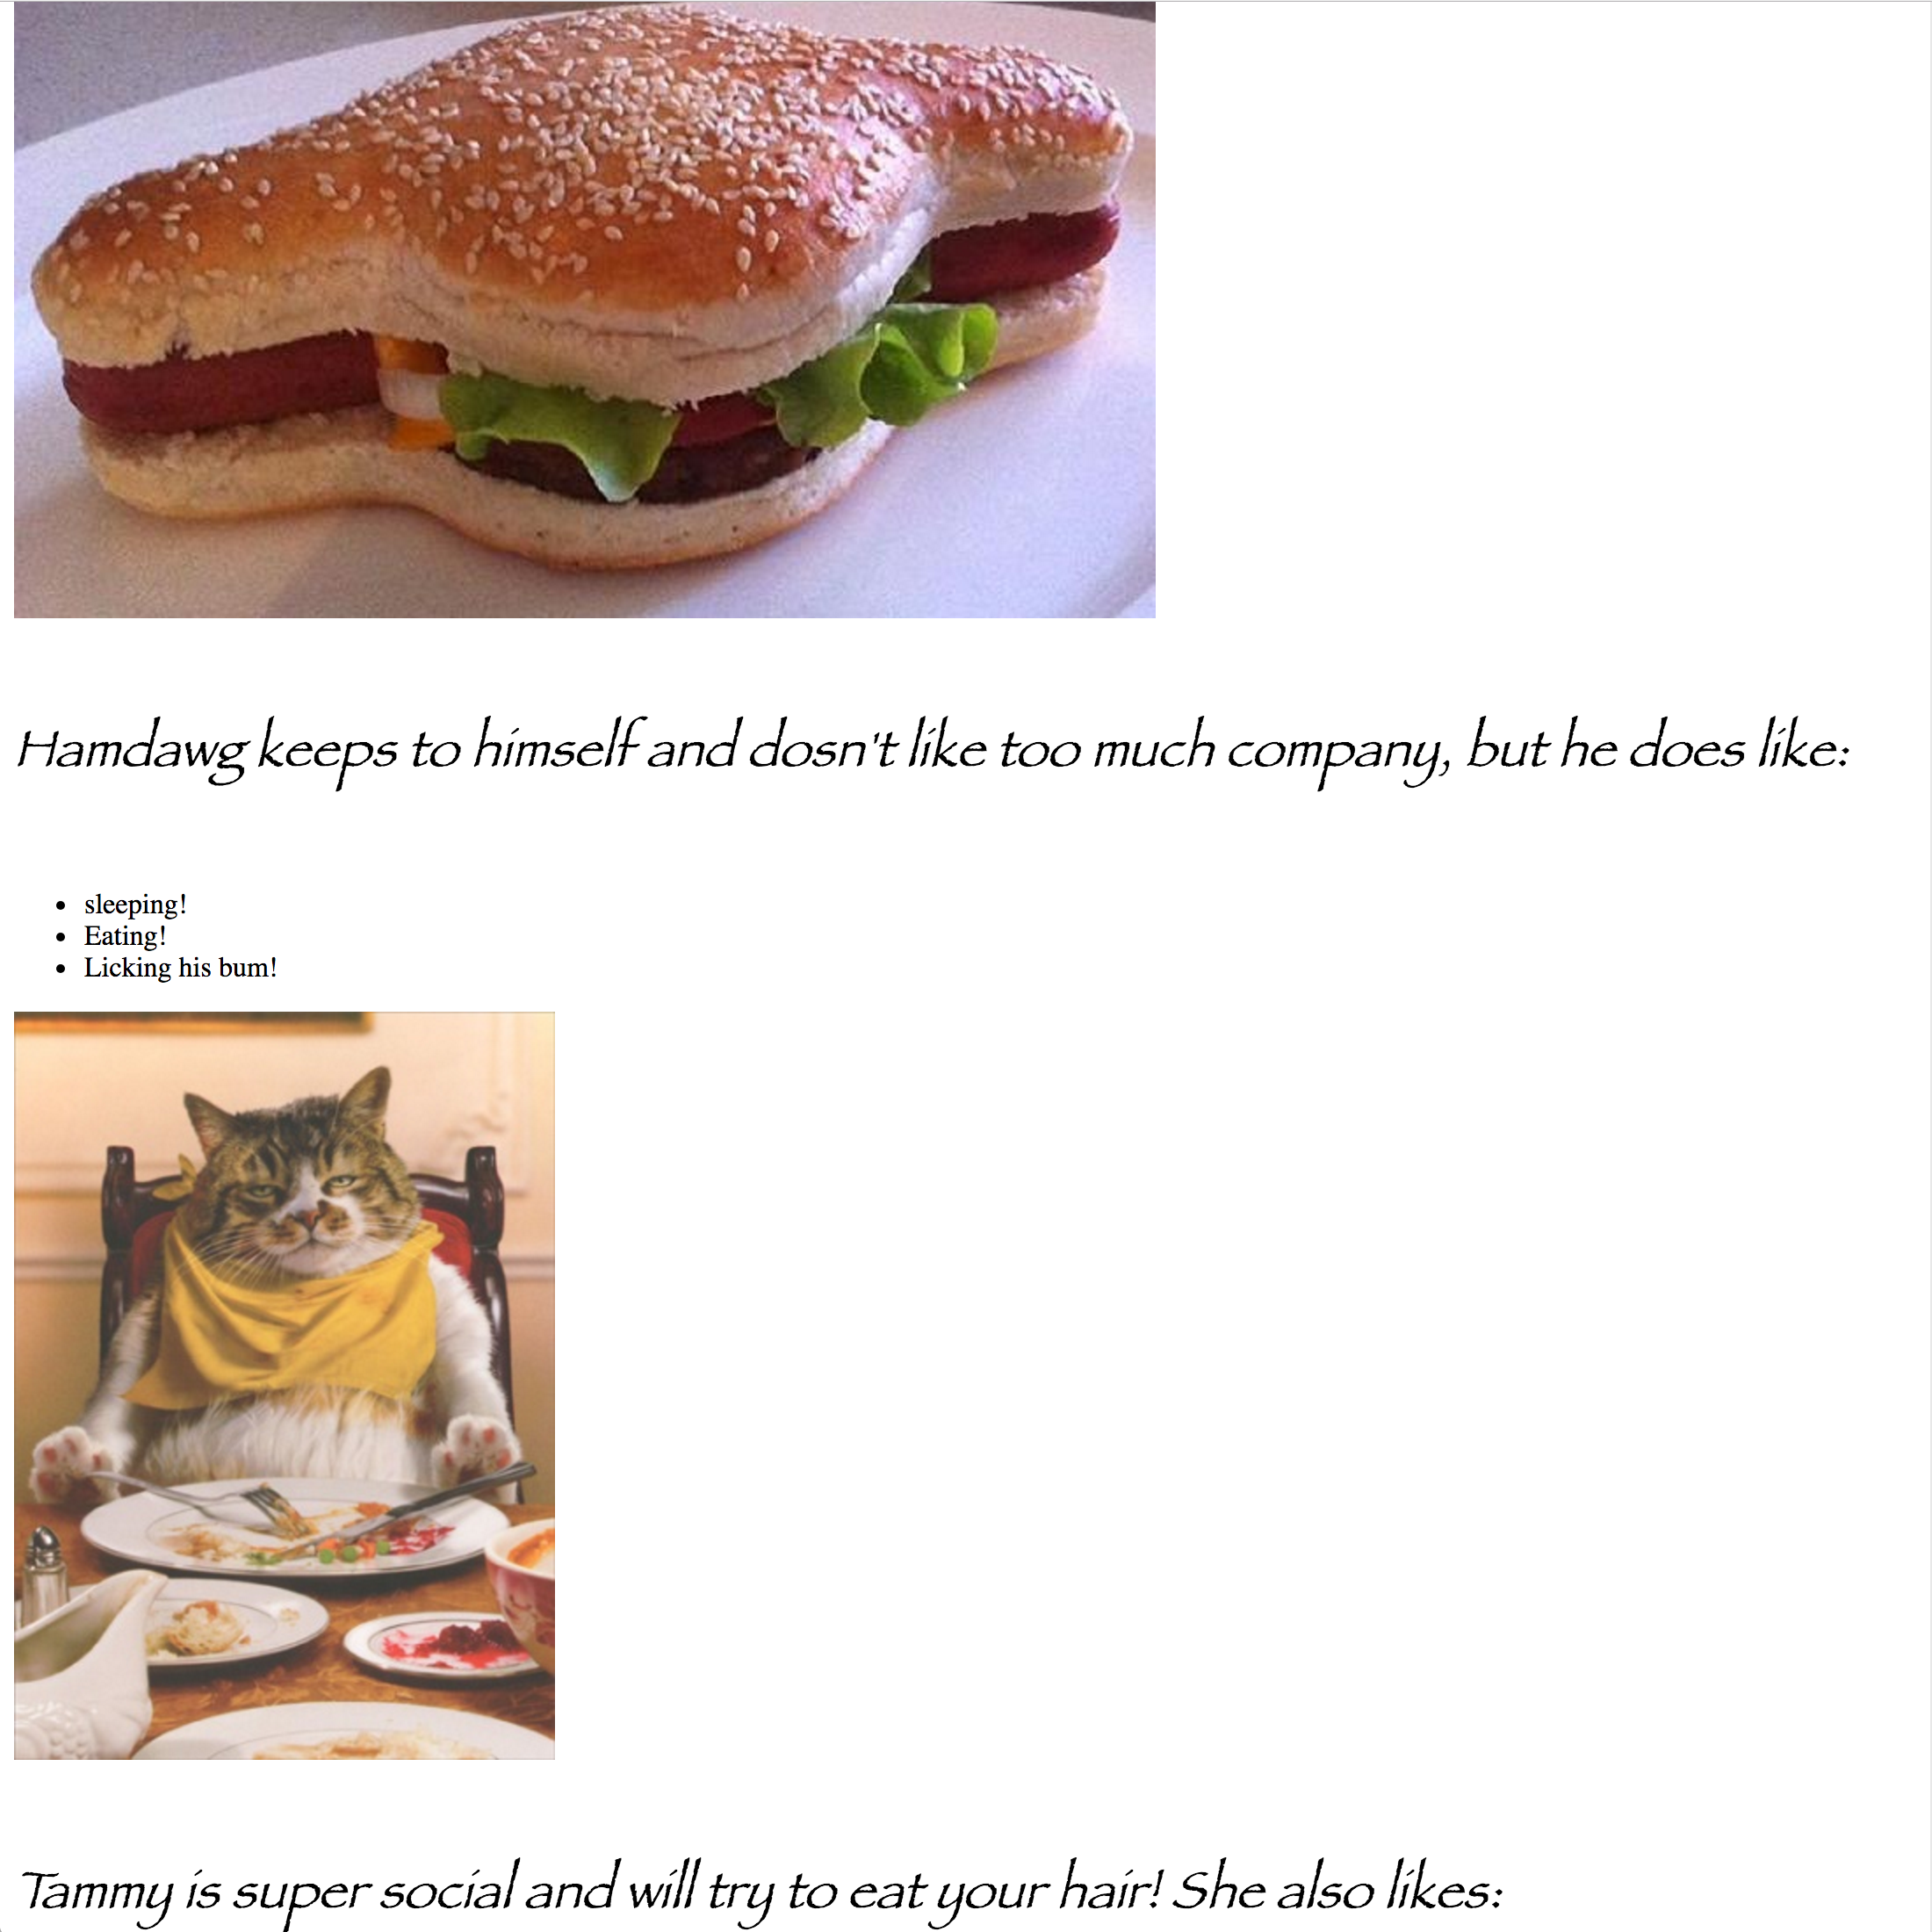 Hamdawg keeps to himself and dosn't like too much company, but he does like:
sleeping!
Eating!
Licking his bum!
Tammy is super social and will try to eat your hair! She also likes: